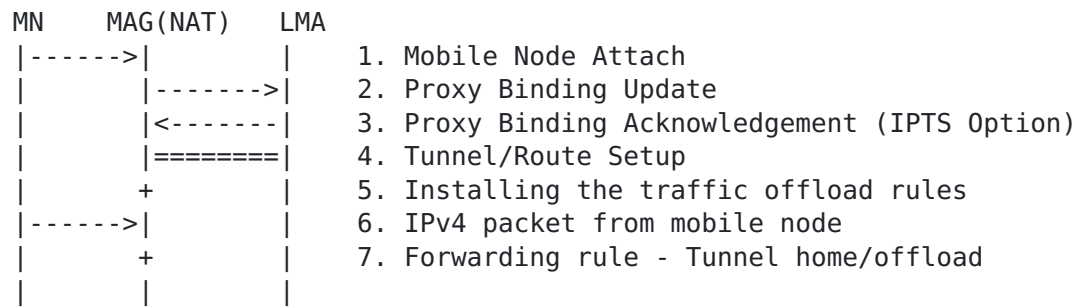 MN     MAG(NAT)    LMA
|------>|        |    1. Mobile Node Attach
|       |------->|    2. Proxy Binding Update
|       |<-------|    3. Proxy Binding Acknowledgement (IPTS Option)
|       |========|    4. Tunnel/Route Setup
|       +        |    5. Installing the traffic offload rules
|------>|        |    6. IPv4 packet from mobile node
|       +        |    7. Forwarding rule - Tunnel home/offload
|       |        |